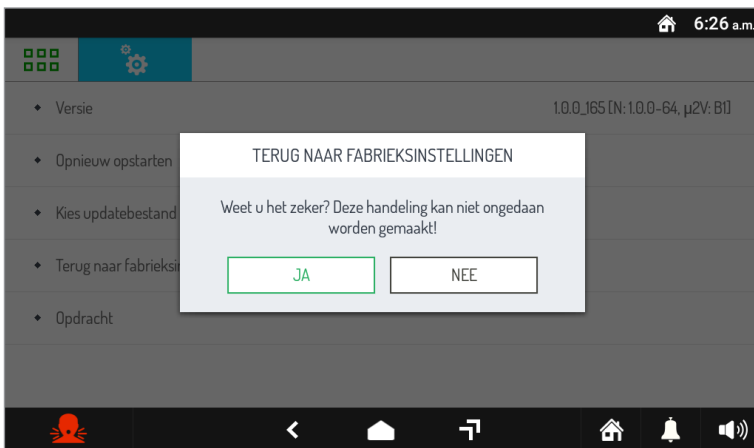 6:26 a.m.
Versie 1.0.0_165 [N: 1.0.0-64, µ2V: B1]
Opnieuw opstarten
Kies updatebestand
Terug naar fabrieksin
Opdracht
TERUG NAAR FABRIEKSINSTELLINGEN
Weet u het zeker? Deze handeling kan niet ongedaan
worden gemaakt!
JA NEE